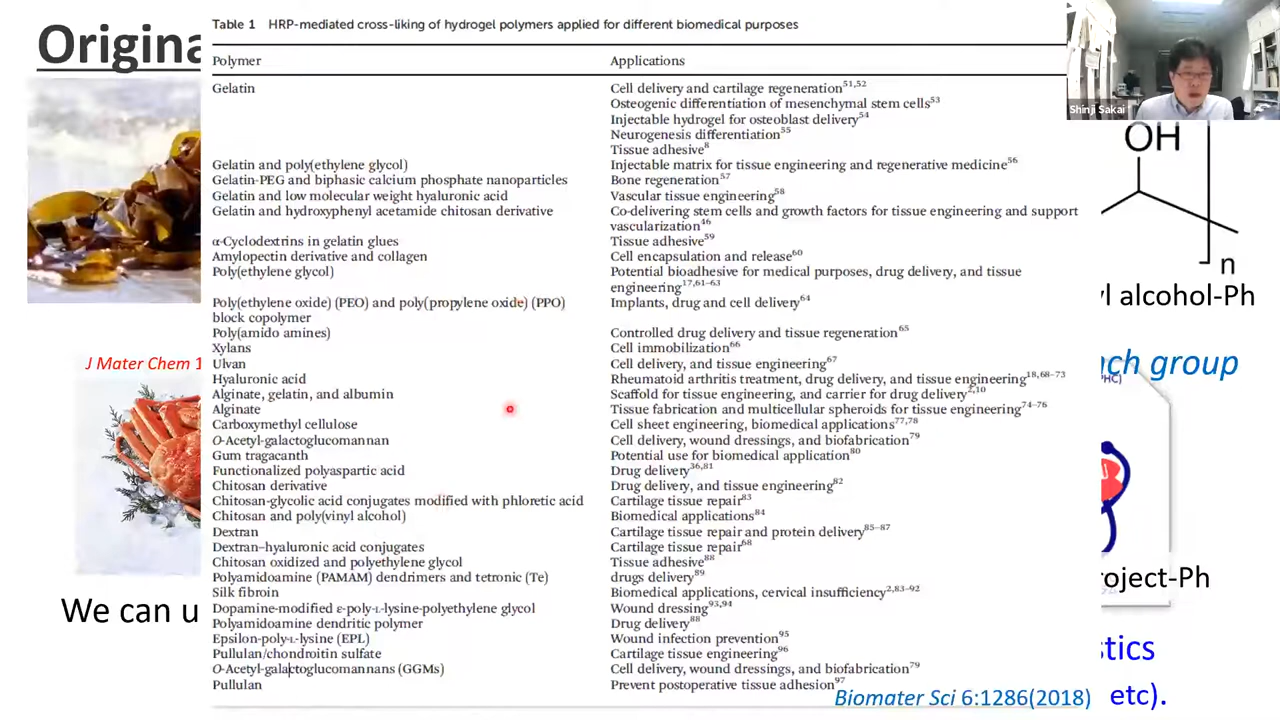 Origina
Table 1 HRP-mediated cross-liking of hydrogel polymers applied for different biomedical purposes
Polymer Applications
Gelatin Cell delivery and cartilage regeneration51,52
Osteogenic differentiation of mesenchymal stem cells53
Injectable hydrogel for osteoblast delivery54
Neurogenesis differentiation55
Tissue adhesive8
Gelatin and poly(ethylene glycol) Injectable matrix for tissue engineering and regenerative medicine56
Gelatin-PEG and biphasic calcium phosphate nanoparticles Bone regeneration57
Gelatin and low molecular weight hyaluronic acid Vascular tissue engineering58
Gelatin and hydroxyphenyl acetamide chitosan derivative Co-delivering stem cells and growth factors for tissue engineering and support
vascularization46
α-Cyclodextrins in gelatin glues Tissue adhesive59
Amylopectin derivative and collagen Cell encapsulation and release60
Poly(ethylene glycol) Potential bioadhesive for medical purposes, drug delivery, and tissue
engineering17,61–63
Poly(ethylene oxide) (PEO) and poly(propylene oxide) (PPO) Implants, drug and cell delivery64
block copolymer
Poly(amido amines) Controlled drug delivery and tissue regeneration65
Xylans Cell immobilization66
Ulvan Cell delivery, and tissue engineering67
Hyaluronic acid Rheumatoid arthritis treatment, drug delivery, and tissue engineering18,68–73
Alginate, gelatin, and albumin Scaffold for tissue engineering, and carrier for drug delivery2,10
Alginate Tissue fabrication and multicellular spheroids for tissue engineering74–76
Carboxymethyl cellulose Cell sheet engineering, biomedical applications77,78
O-Acetyl-galactoglucomannan Cell delivery, wound dressings, and biofabrication79
Gum tragacanth Potential use for biomedical application80
Functionalized polyaspartic acid Drug delivery36,81
Chitosan derivative Drug delivery, and tissue engineering82
Chitosan-glycolic acid conjugates modified with phloretic acid Cartilage tissue repair83
Chitosan and poly(vinyl alcohol) Biomedical applications84
Dextran Cartilage tissue repair and protein delivery85–87
Dextran–hyaluronic acid conjugates Cartilage tissue repair68
Chitosan oxidized and polyethylene glycol Tissue adhesive88
Polyamidoamine (PAMAM) dendrimers and tetronic (Te) drugs delivery89
Silk fibroin Biomedical applications, cervical insufficiency2,83–92
Dopamine-modified ε-poly-L-lysine-polyethylene glycol Wound dressing93,94
Polyamidoamine dendritic polymer Drug delivery88
Epsilon-poly-L-lysine (EPL) Wound infection prevention95
Pullulan/chondroitin sulfate Cartilage tissue engineering96
O-Acetyl-galactoglucomannans (GGMs) Cell delivery, wound dressings, and biofabrication79
Pullulan Prevent postoperative tissue adhesion97
Biomater Sci 6:1286(2018)
Shinji Sakai
OH
n
yl alcohol-Ph
J Mater Chem 1
ch group
PHC)
roject-Ph
We can u
stics
etc).